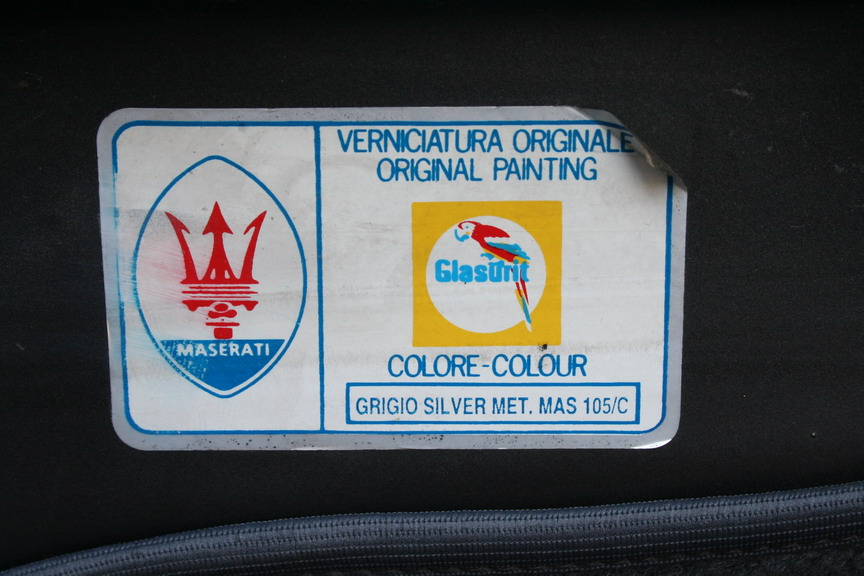 VERNICIATURA ORIGINALE
ORIGINAL PAINTING
Glasurit
MASERATI
COLORE-COLOUR
GRIGIO SILVER MET. MAS 105/C